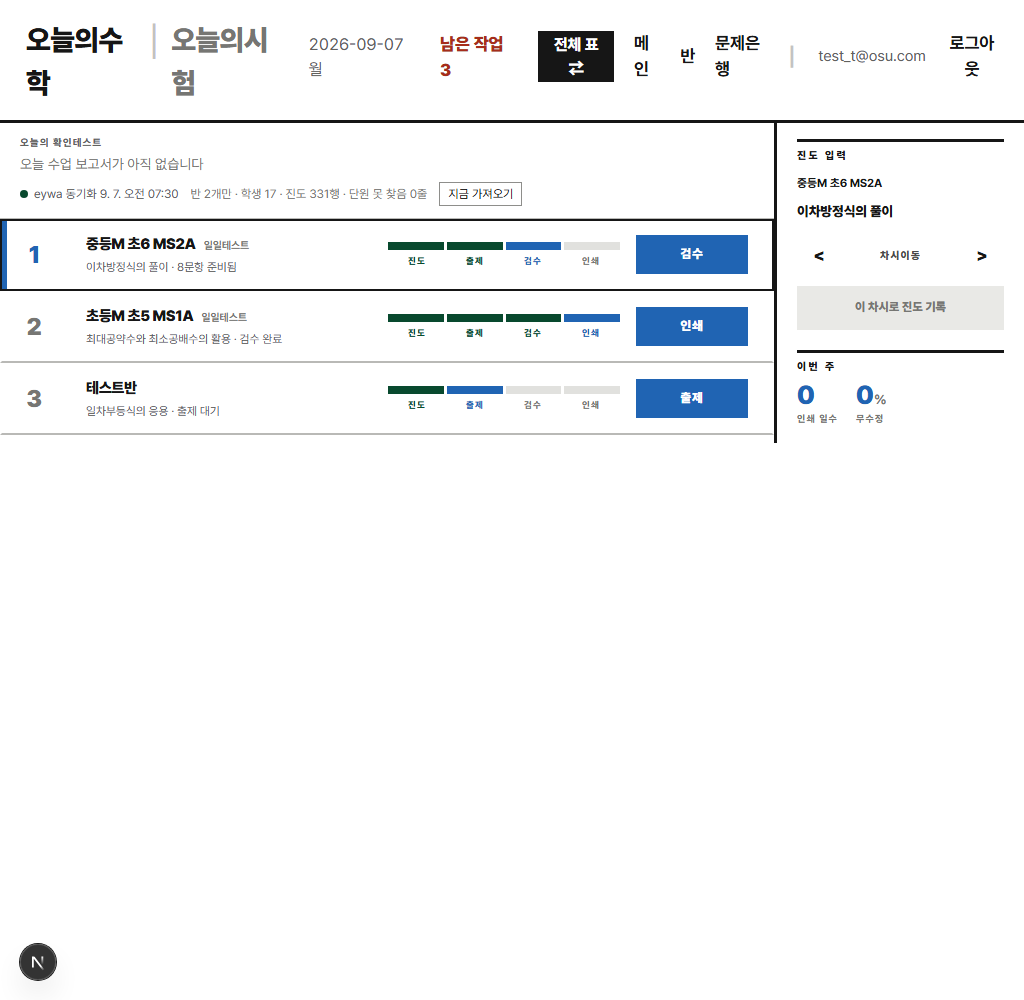 오늘의수
학
|
오늘의시
험
2026-09-07
월
남은 작업
3
전체 표
⇄
메
인
반
문제은
행
|
test_t@osu.com
로그아
웃
오늘의 확인테스트
오늘 수업 보고서가 아직 없습니다
eywa 동기화 9. 7. 오전 07:30 반 2개만 · 학생 17 · 진도 331행 · 단원 못 찾음 0줄 지금 가져오기
1
중등M 초6 MS2A 일일테스트
이차방정식의 풀이 · 8문항 준비됨
진도 출제 검수 인쇄
검수
2
초등M 초5 MS1A 일일테스트
최대공약수와 최소공배수의 활용 · 검수 완료
진도 출제 검수 인쇄
인쇄
3
테스트반
일차부등식의 응용 · 출제 대기
진도 출제 검수 인쇄
출제
진도 입력
중등M 초6 MS2A
이차방정식의 풀이
< 차시이동 >
이 차시로 진도 기록
이번 주
0 0%
인쇄 일수 무수정
N